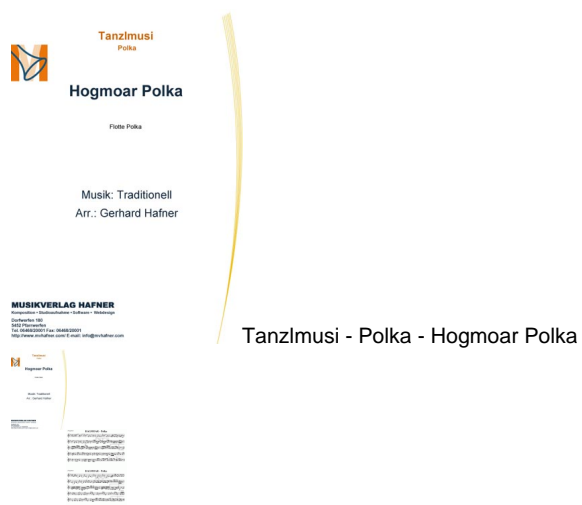 Tanzlmusi
Polka
Hogmoar Polka
Flotte Polka
Musik: Traditionell
Arr.: Gerhard Hafner
MUSIKVERLAG HAFNER
Komposition • Studioaufnahme • Software • Webdesign
Dorfwerfen 160
5452 Pfarrwerfen
Tel. 06468/20001 Fax: 06468/20001
http://www.mvhafner.com/ E-mail: info@mvhafner.com
Tanzlmusi - Polka - Hogmoar Polka
Tanzlmusi
Hogmoar Polka
Musik: Traditionell
Arr.: Gerhard Hafner